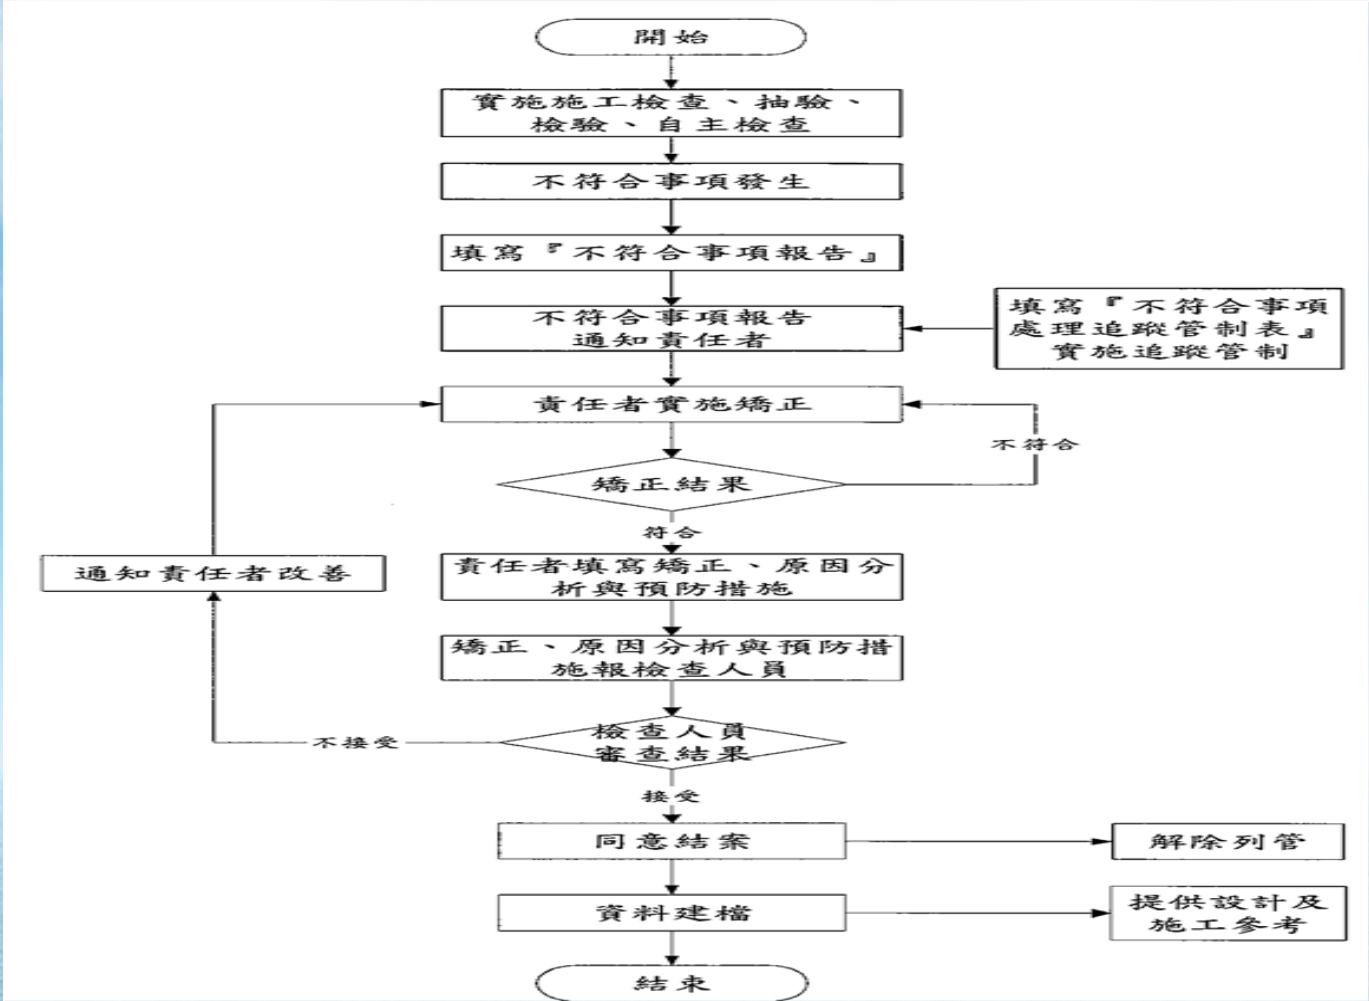 開始
實施施工檢查、抽驗、
檢驗、自主檢查
不符合事項發生
填寫『不符合事項報告』
不符合事項報告
通知責任者
填寫『不符合事項
處理追蹤管制表』
實施追蹤管制
責任者實施矯正
不符合
矯正結果
符合
通知責任者改善
責任者填寫矯正、原因分
析與預防措施
矯正、原因分析與預防措
施報檢查人員
不接受
檢查人員
審查結果
接受
同意結案
解除列管
資料建檔
提供設計及
施工參考
結束